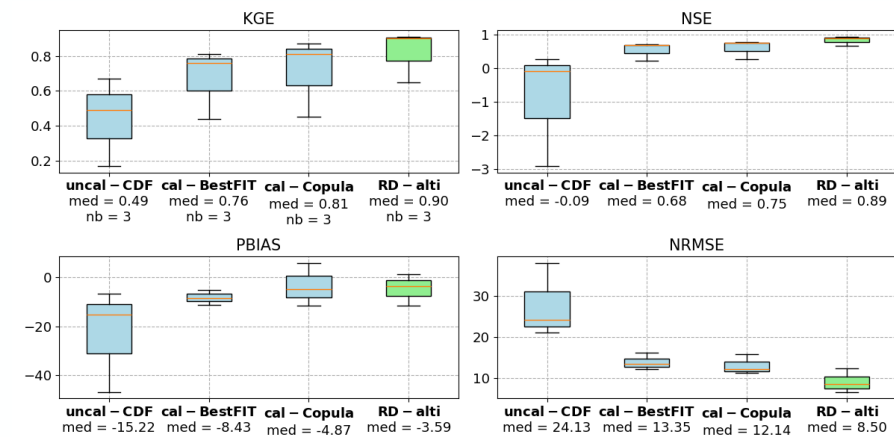 KGE
0.8
0.6
0.4
0.2
uncal−CDF cal−BestFIT cal−Copula RD−alti
med = 0.49 med = 0.76 med = 0.81 med = 0.90
nb = 3 nb = 3 nb = 3 nb = 3
NSE
1
0
−1
−2
−3
uncal−CDF cal−BestFIT cal−Copula RD−alti
med = -0.09 med = 0.68 med = 0.75 med = 0.89
PBIAS
0
−20
−40
uncal−CDF cal−BestFIT cal−Copula RD−alti
med = -15.22 med = -8.43 med = -4.87 med = -3.59
NRMSE
30
20
10
uncal−CDF cal−BestFIT cal−Copula RD−alti
med = 24.13 med = 13.35 med = 12.14 med = 8.50